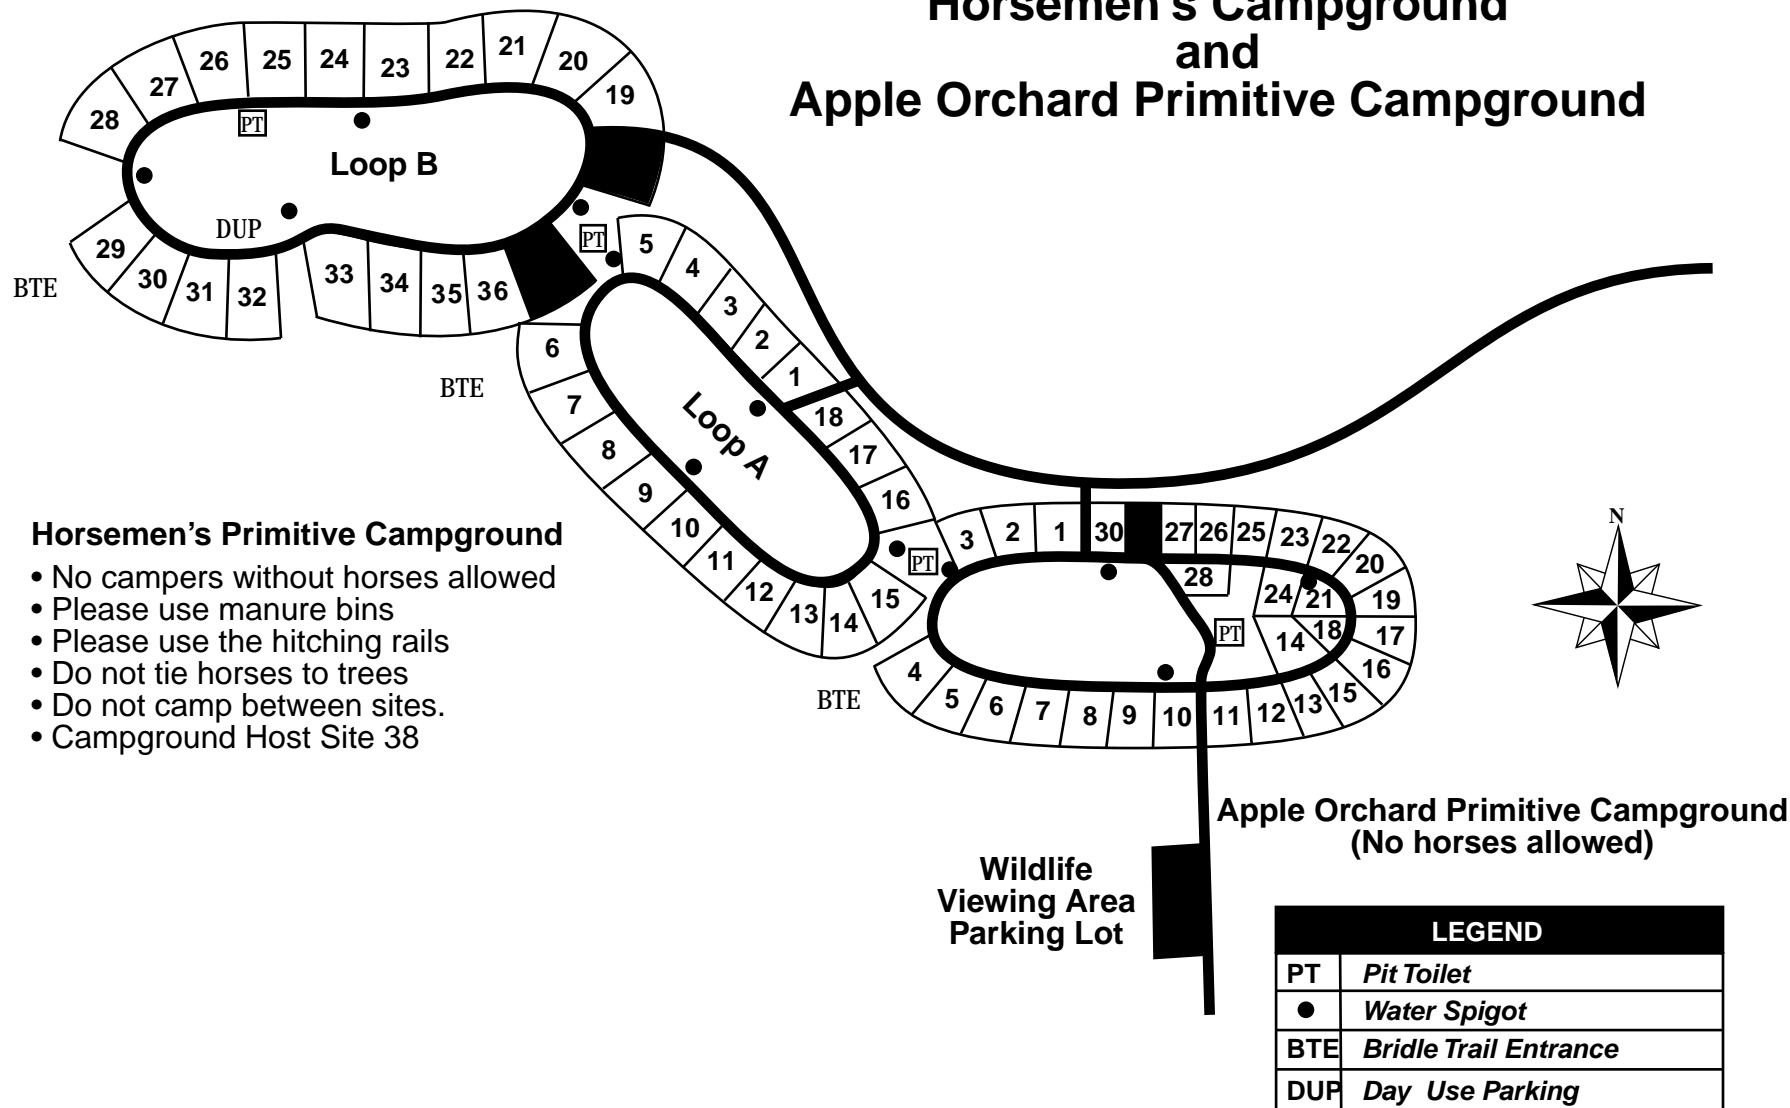 Horsemen's Campground
and
Apple Orchard Primitive Campground
21
22
20
26
25
24
23
27
19
28
PT
Loop B
DUP
PT
5
29
4
30
BTE
31
32
33
34
35
36
3
2
6
1
BTE
7
Loop A
18
8
17
9
16
10
11
12
13
14
15
PT
3
2
1
30
27
26
25
23
22
20
28
24
21
19
PT
14
18
17
16
4
BTE
5
6
7
8
9
10
11
12
13
15
N
Horsemen's Primitive Campground
• No campers without horses allowed
• Please use manure bins
• Please use the hitching rails
• Do not tie horses to trees
• Do not camp between sites.
• Campground Host Site 38
Apple Orchard Primitive Campground
(No horses allowed)
Wildlife
Viewing Area
Parking Lot
LEGEND
PT Pit Toilet
● Water Spigot
BTE Bridle Trail Entrance
DUP Day Use Parking